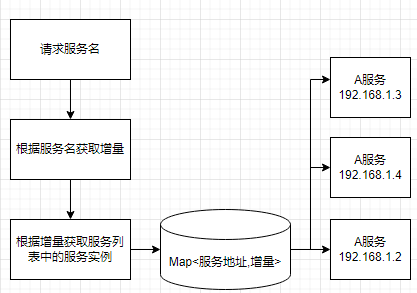 请求服务名
根据服务名获取增量
根据增量获取服务列
表中的服务实例
Map<服务地址,增量>
A服务
192.168.1.3
A服务
192.168.1.4
A服务
192.168.1.2